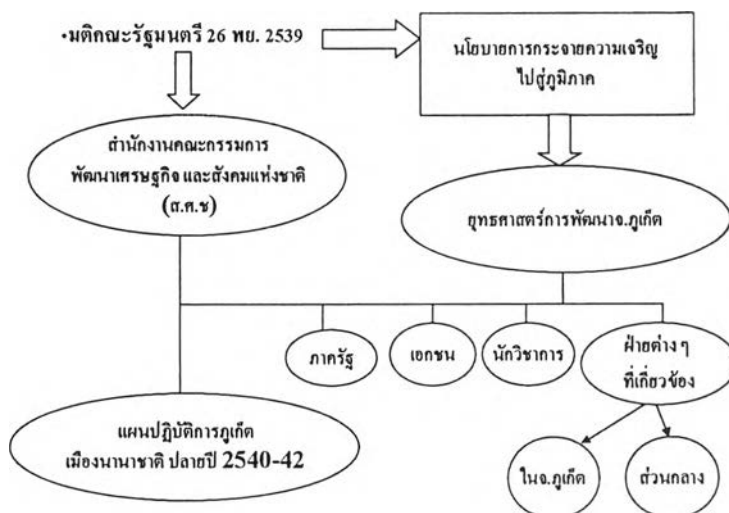 •มติคณะรัฐมนตรี 26 พย. 2539
นโยบายการกระจายความเจริญ
ไปสู่ภูมิภาค
สำนักงานคณะกรรมการ
พัฒนาเศรษฐกิจ และสังคมแห่งชาติ
(ส.ศ.ช)
ยุทธศาสตร์การพัฒนาจ.ภูเก็ต
ภาครัฐ
เอกชน
นักวิชาการ
ฝ่ายต่าง ๆ
ที่เกี่ยวข้อง
แผนปฏิบัติการภูเก็ต
เมืองนานาชาติ ปลายปี 2540-42
ในจ.ภูเก็ต
ส่วนกลาง